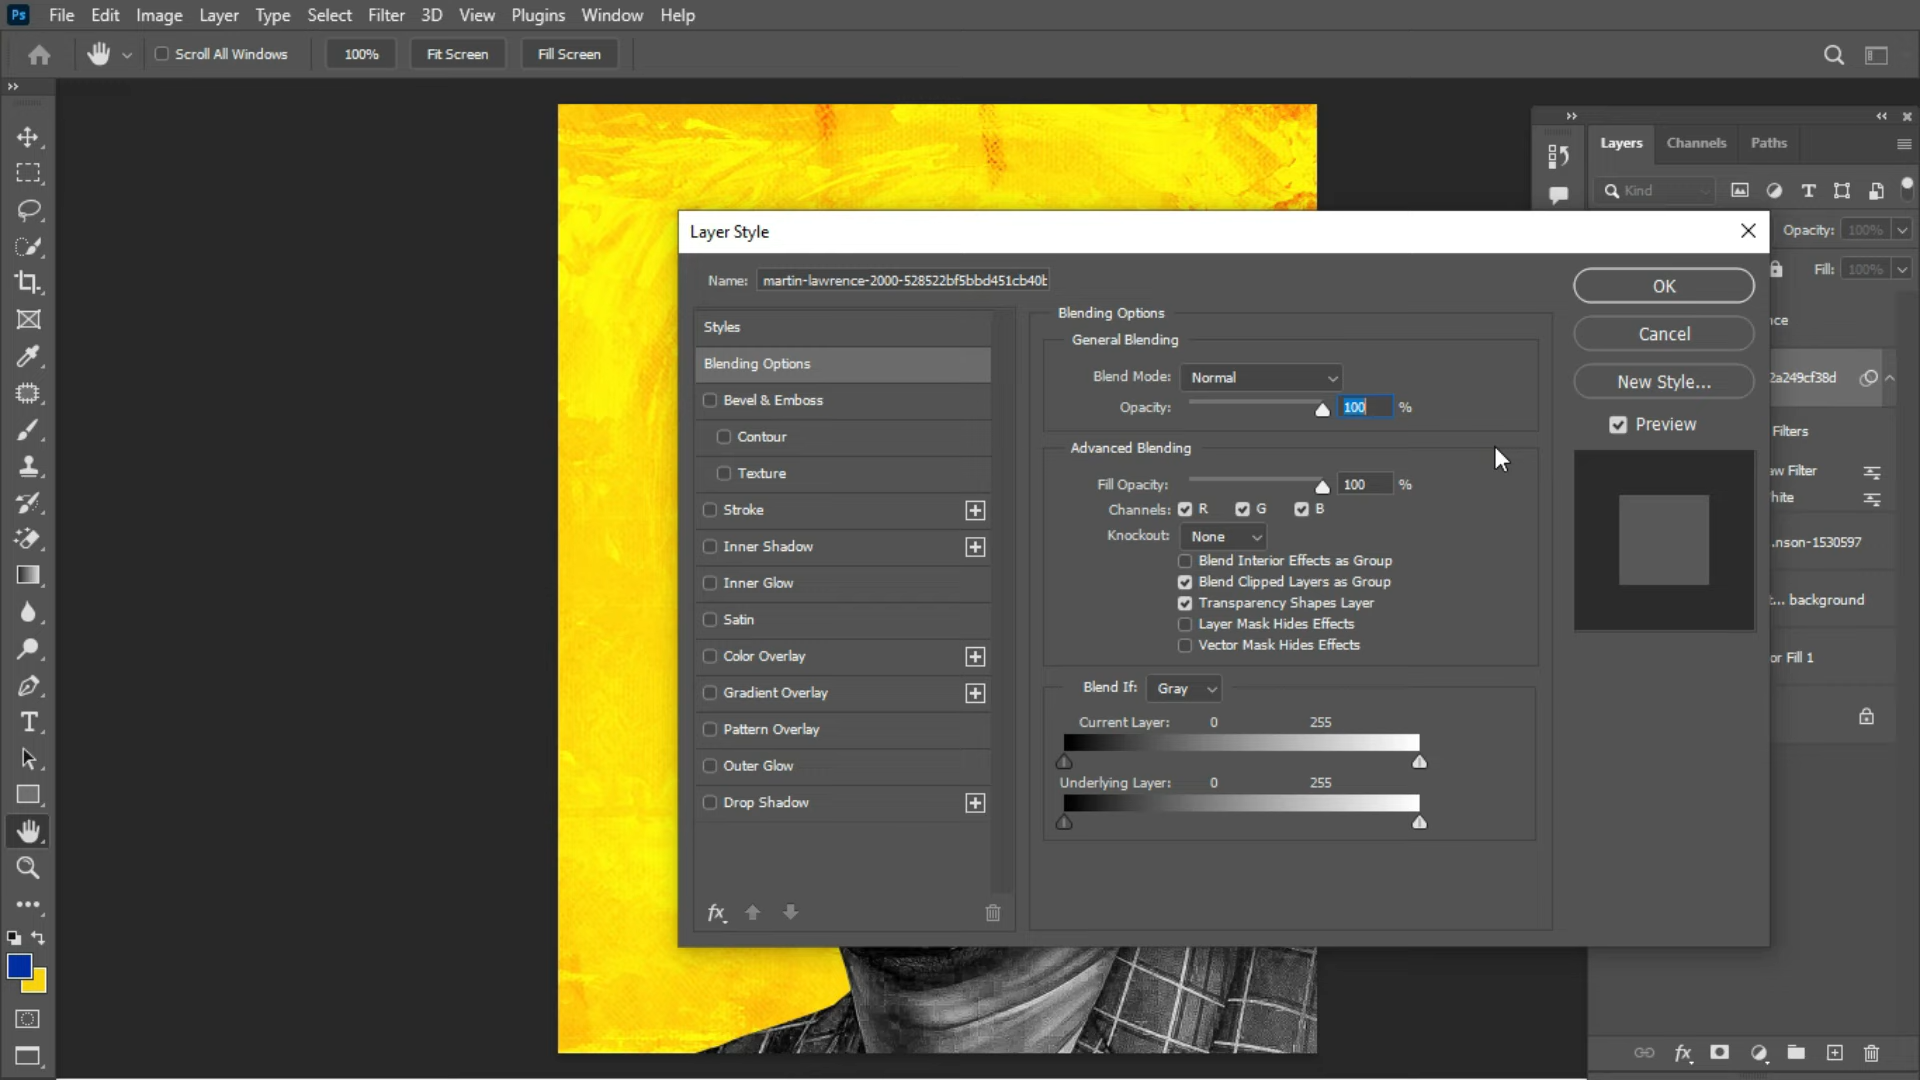 Ps File Edit Image Layer Type Select Filter 3D View Plugins Window Help
Scroll All Windows 100% Fit Screen Fill Screen
Layers Channels Paths
Kind
Opacity: 100%
Fill: 100%
Layer Style
Name: martin-lawrence-2000-528522bf5bbd451cb40b
Styles
Blending Options
Bevel & Emboss
Contour
Texture
Stroke
Inner Shadow
Inner Glow
Satin
Color Overlay
Gradient Overlay
Pattern Overlay
Outer Glow
Drop Shadow
fx
Blending Options
General Blending
Blend Mode: Normal
Opacity: 100 %
Advanced Blending
Fill Opacity: 100 %
Channels: R G B
Knockout: None
Blend Interior Effects as Group
Blend Clipped Layers as Group
Transparency Shapes Layer
Layer Mask Hides Effects
Vector Mask Hides Effects
Blend If: Gray
Current Layer: 0 255
Underlying Layer: 0 255
OK
Cancel
New Style...
Preview
nce
2a249cf38d
Filters
aw Filter
hite
...nson-1530597
t... background
or Fill 1
fx